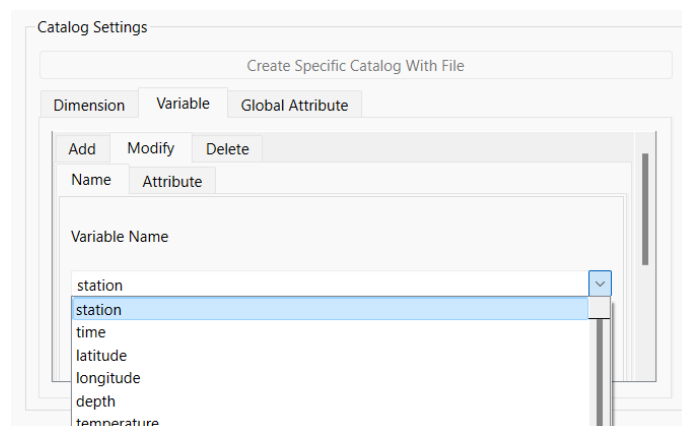 Catalog Settings
Create Specific Catalog With File
Dimension Variable Global Attribute
Add Modify Delete
Name Attribute
Variable Name
station
station
time
latitude
longitude
depth
temperature